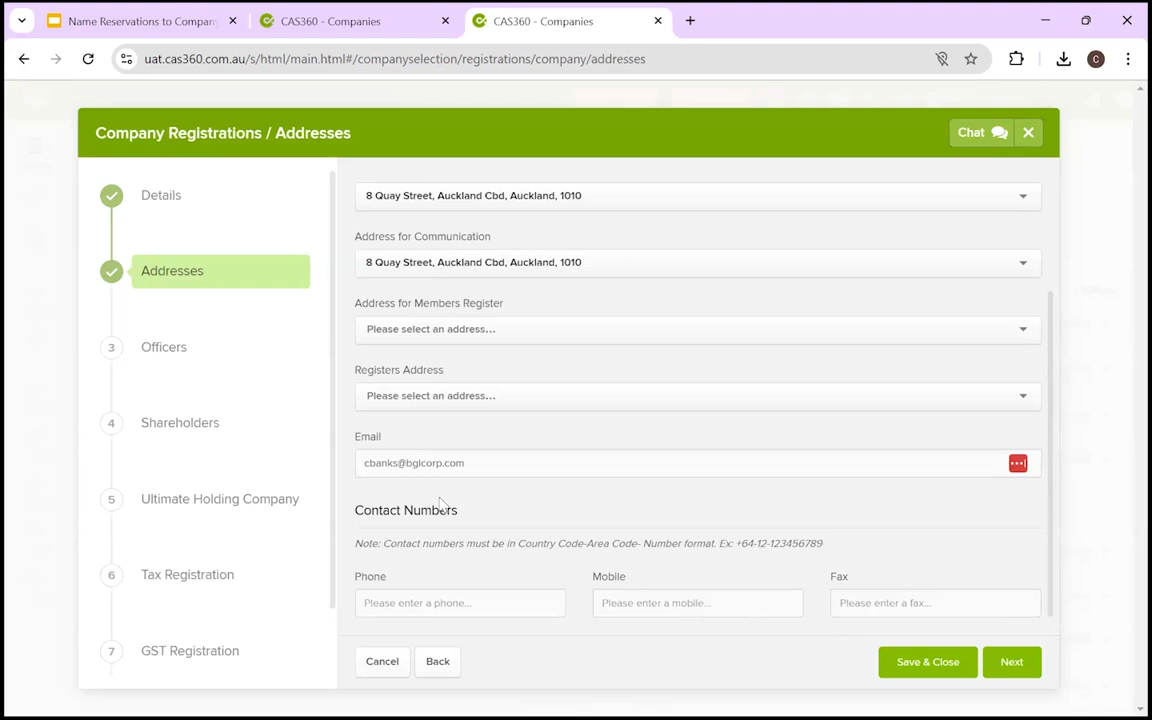 Name Reservations to Compan
CAS360 - Companies
CAS360 - Companies
uat.cas360.com.au/s/html/main.html#/companyselection/registrations/company/addresses
C
Company Registrations / Addresses
Chat
Details
Addresses
3 Officers
4 Shareholders
5 Ultimate Holding Company
6 Tax Registration
7 GST Registration
8 Quay Street, Auckland Cbd, Auckland, 1010
Address for Communication
8 Quay Street, Auckland Cbd, Auckland, 1010
Address for Members Register
Please select an address...
Registers Address
Please select an address...
Email
cbanks@bglcorp.com
Contact Numbers
Note: Contact numbers must be in Country Code-Area Code- Number format. Ex: +64-12-123456789
Phone Mobile Fax
Please enter a phone... Please enter a mobile... Please enter a fax...
Cancel Back Save & Close Next